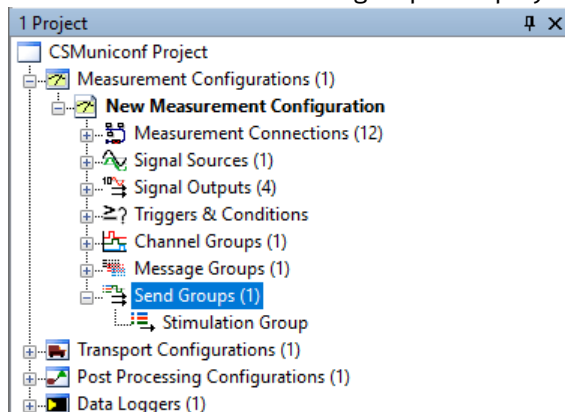 1 Project
CSMuniconf Project
Measurement Configurations (1)
New Measurement Configuration
Measurement Connections (12)
Signal Sources (1)
Signal Outputs (4)
Triggers & Conditions
Channel Groups (1)
Message Groups (1)
Send Groups (1)
Stimulation Group
Transport Configurations (1)
Post Processing Configurations (1)
Data Loggers (1)